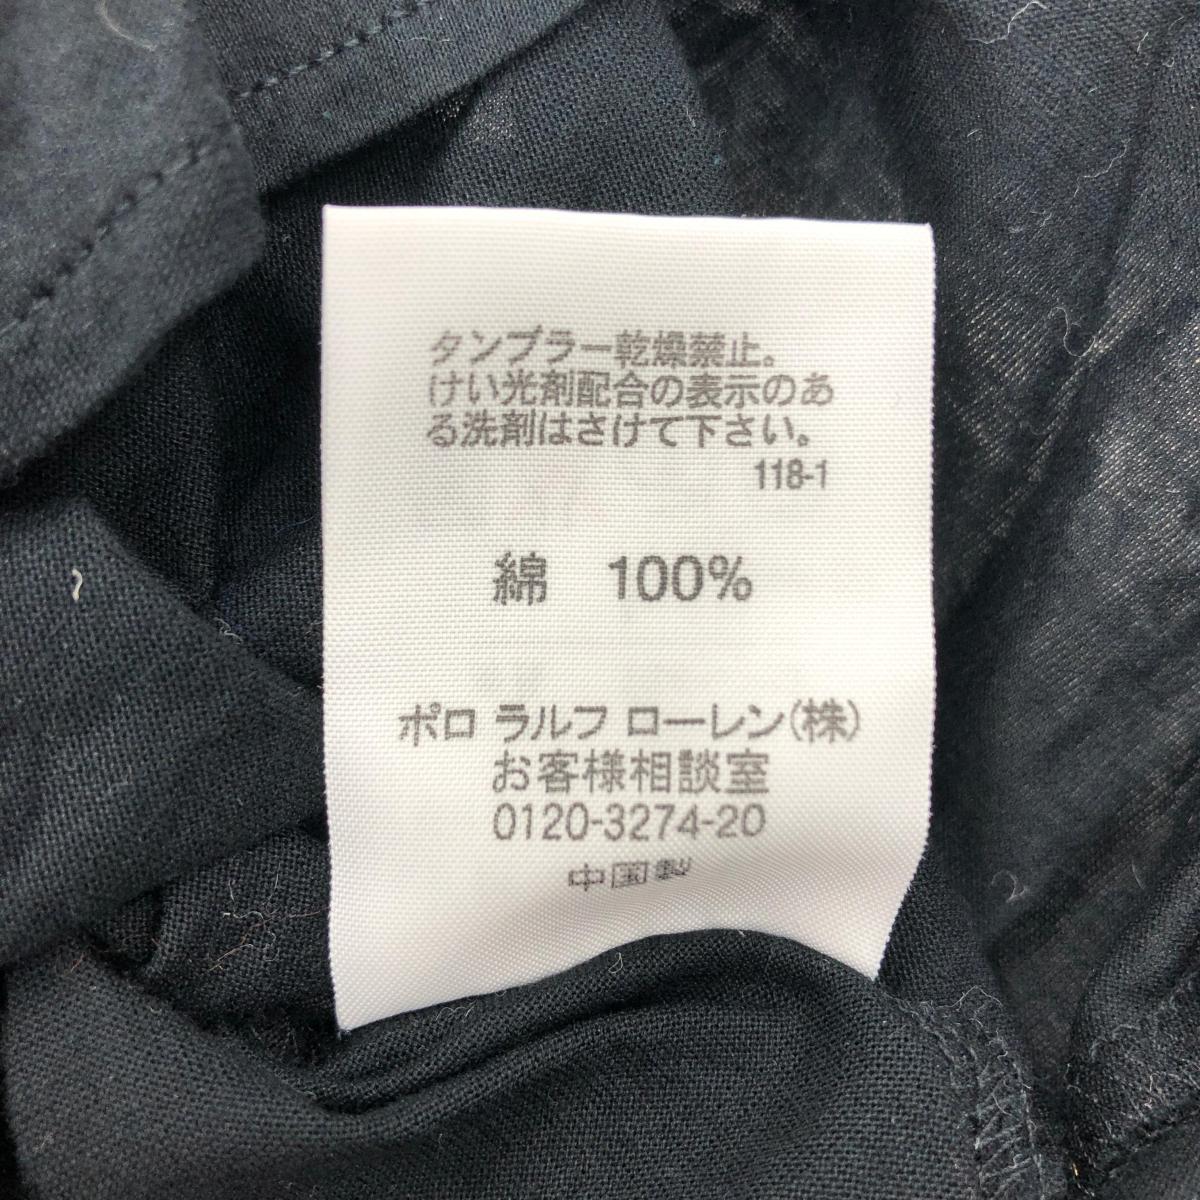 タンブラー乾燥禁止。
けい光剤配合の表示のあ
る洗剤はさけて下さい。
118-1
綿　100%
ポロ ラルフ ローレン(株)
お客様相談室
0120-3274-20
中国製